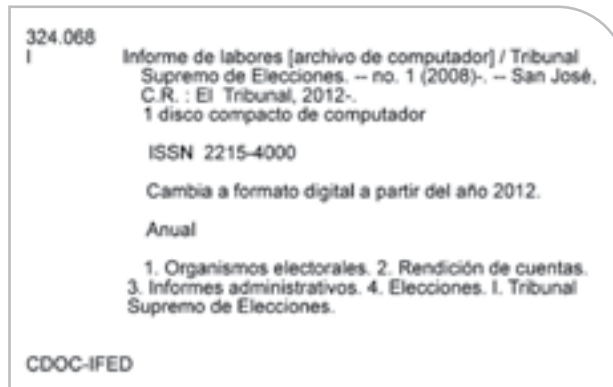 324.068
I Informe de labores [archivo de computador] / Tribunal
Supremo de Elecciones. -- no. 1 (2008)-. -- San José,
C.R. : El Tribunal, 2012-.
1 disco compacto de computador
ISSN 2215-4000
Cambia a formato digital a partir del año 2012.
Anual
1. Organismos electorales. 2. Rendición de cuentas.
3. Informes administrativos. 4. Elecciones. I. Tribunal
Supremo de Elecciones.
CDOC-IFED